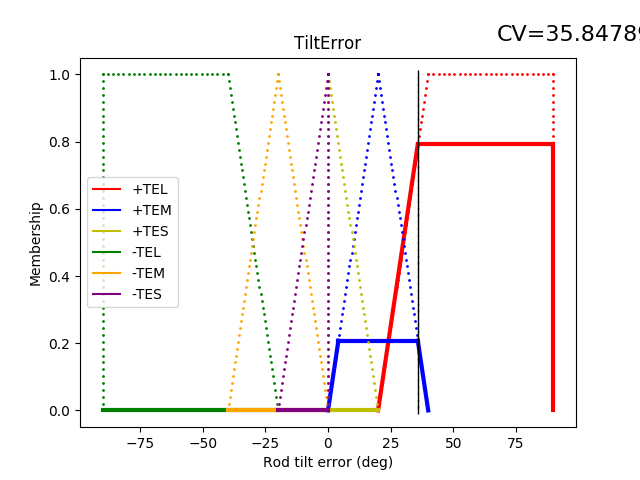 CV=35.84789
TiltError
1.0
0.8
0.6
0.4
0.2
0.0
Membership
+TEL
+TEM
+TES
-TEL
-TEM
-TES
−75 −50 −25 0 25 50 75
Rod tilt error (deg)